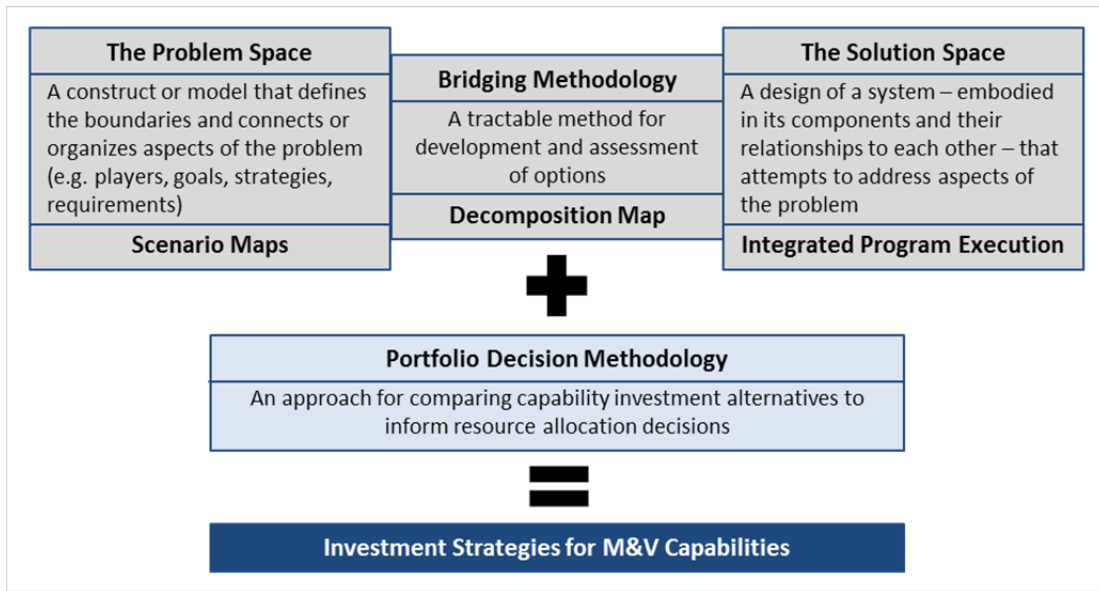 The Problem Space
A construct or model that defines
the boundaries and connects or
organizes aspects of the problem
(e.g. players, goals, strategies,
requirements)
Scenario Maps
Bridging Methodology
A tractable method for
development and assessment
of options
Decomposition Map
The Solution Space
A design of a system – embodied
in its components and their
relationships to each other – that
attempts to address aspects of
the problem
Integrated Program Execution
Portfolio Decision Methodology
An approach for comparing capability investment alternatives to
inform resource allocation decisions
Investment Strategies for M&V Capabilities